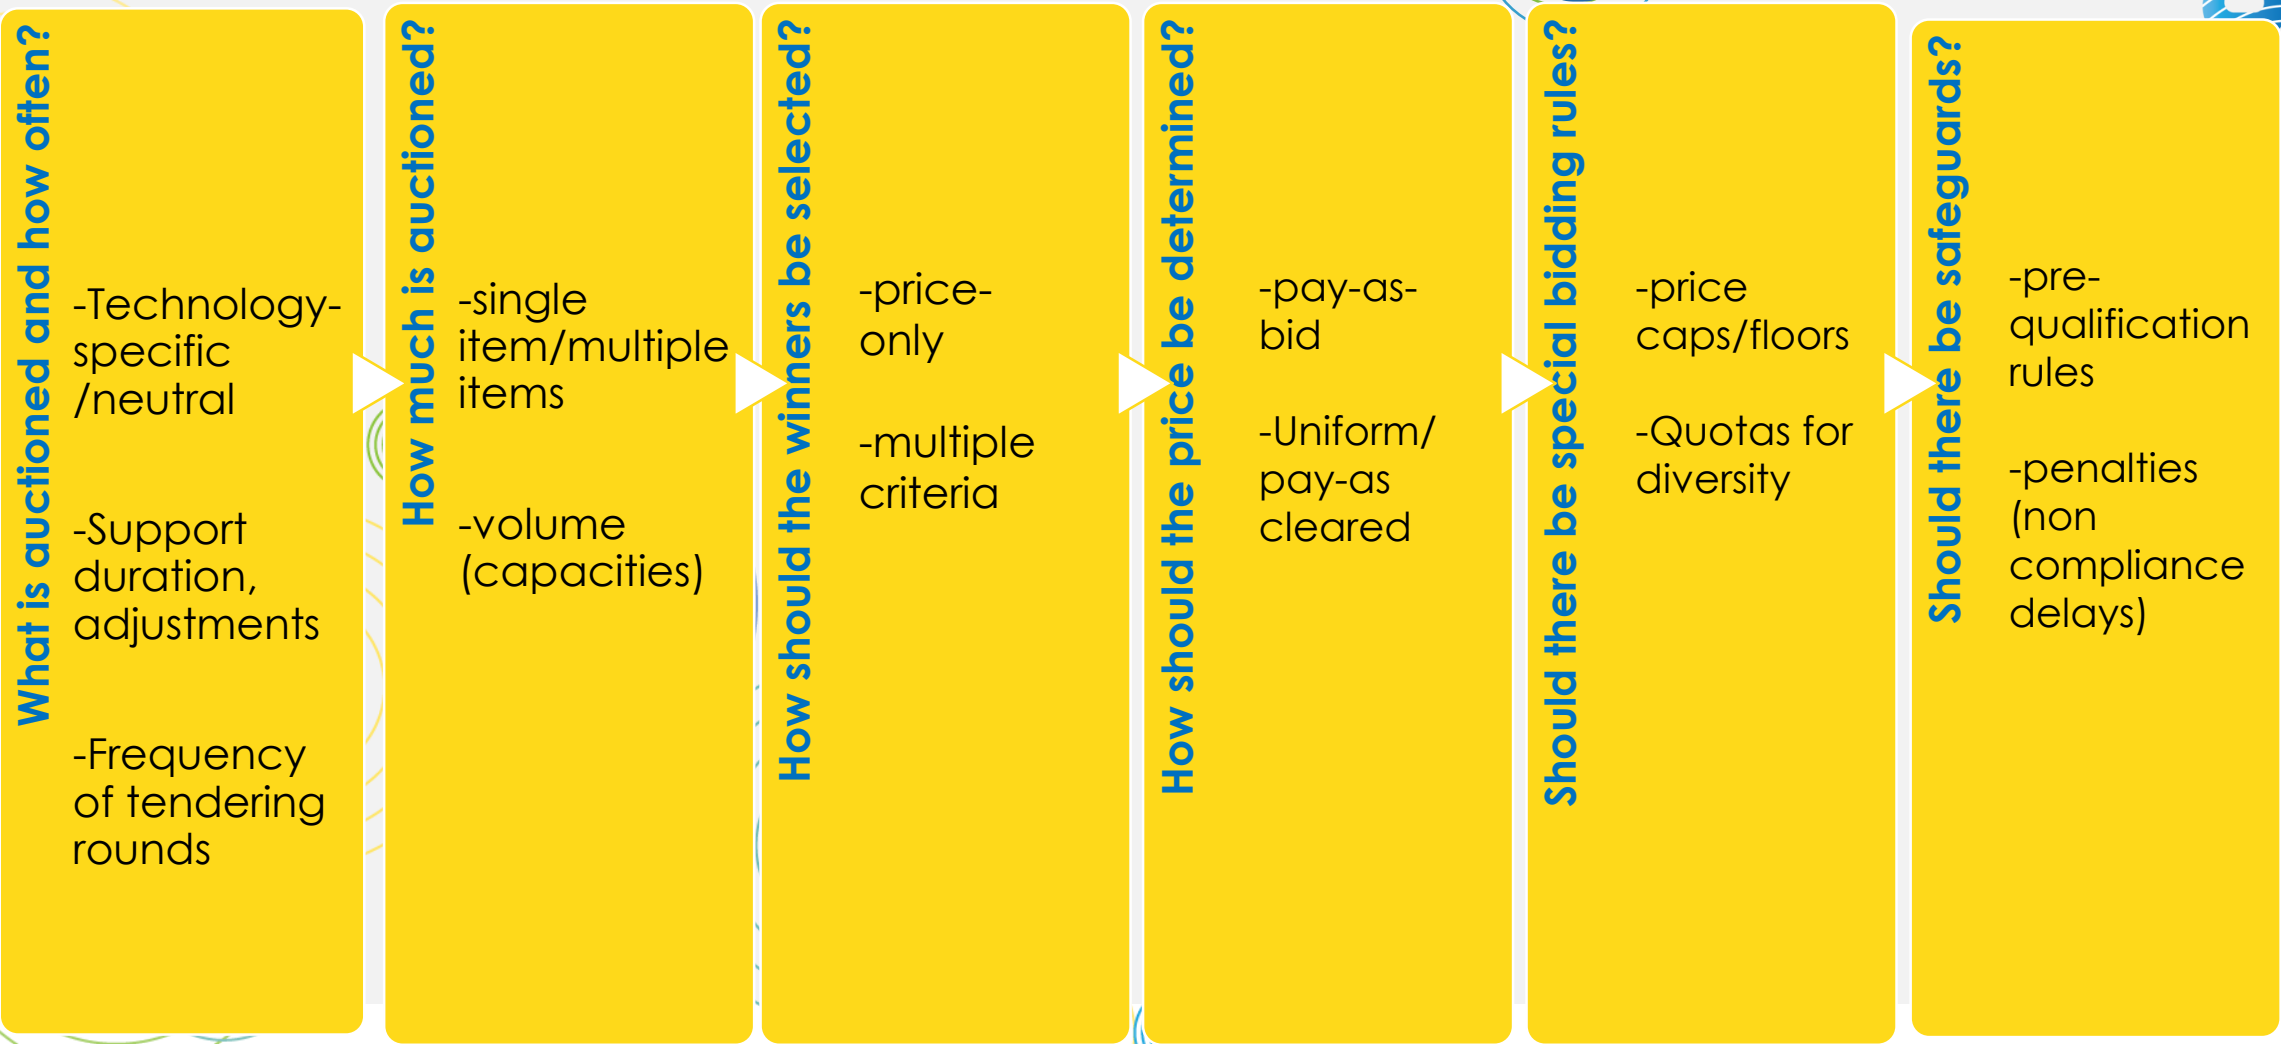 What is auctioned and how often?
-Technology-
specific
/neutral
-Support
duration,
adjustments
-Frequency
of tendering
rounds
How much is auctioned?
-single
item/multiple
items
-volume
(capacities)
How should the winners be selected?
-price-
only
-multiple
criteria
How should the price be determined?
-pay-as-
bid
-Uniform/
pay-as
cleared
Should there be special bidding rules?
-price
caps/floors
-Quotas for
diversity
Should there be safeguards?
-pre-
qualification
rules
-penalties
(non
compliance
delays)